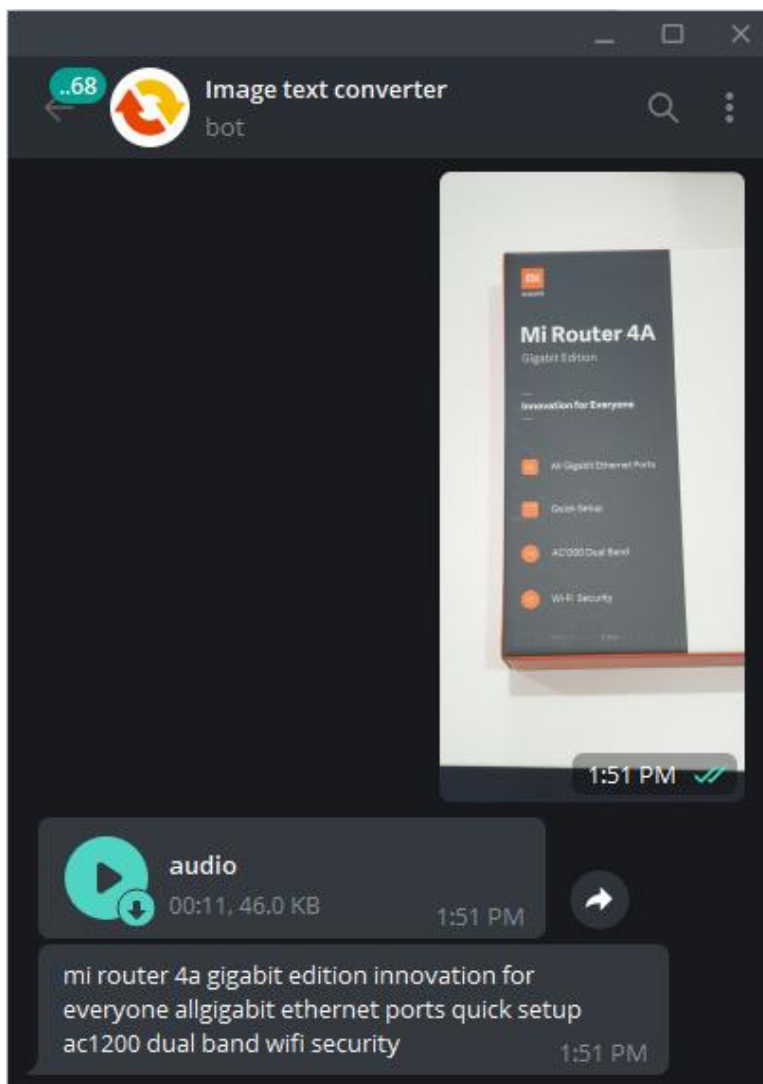 ..68
Image text converter
bot
mi
Mi Router 4A
Gigabit Edition
Innovation for Everyone
All Gigabit Ethernet Ports
Quick Setup
Dual Band
Wi-Fi Security
1:51 PM
audio
00:11, 46.0 KB
1:51 PM
mi router 4a gigabit edition innovation for
everyone allgigabit ethernet ports quick setup
ac1200 dual band wifi security
1:51 PM